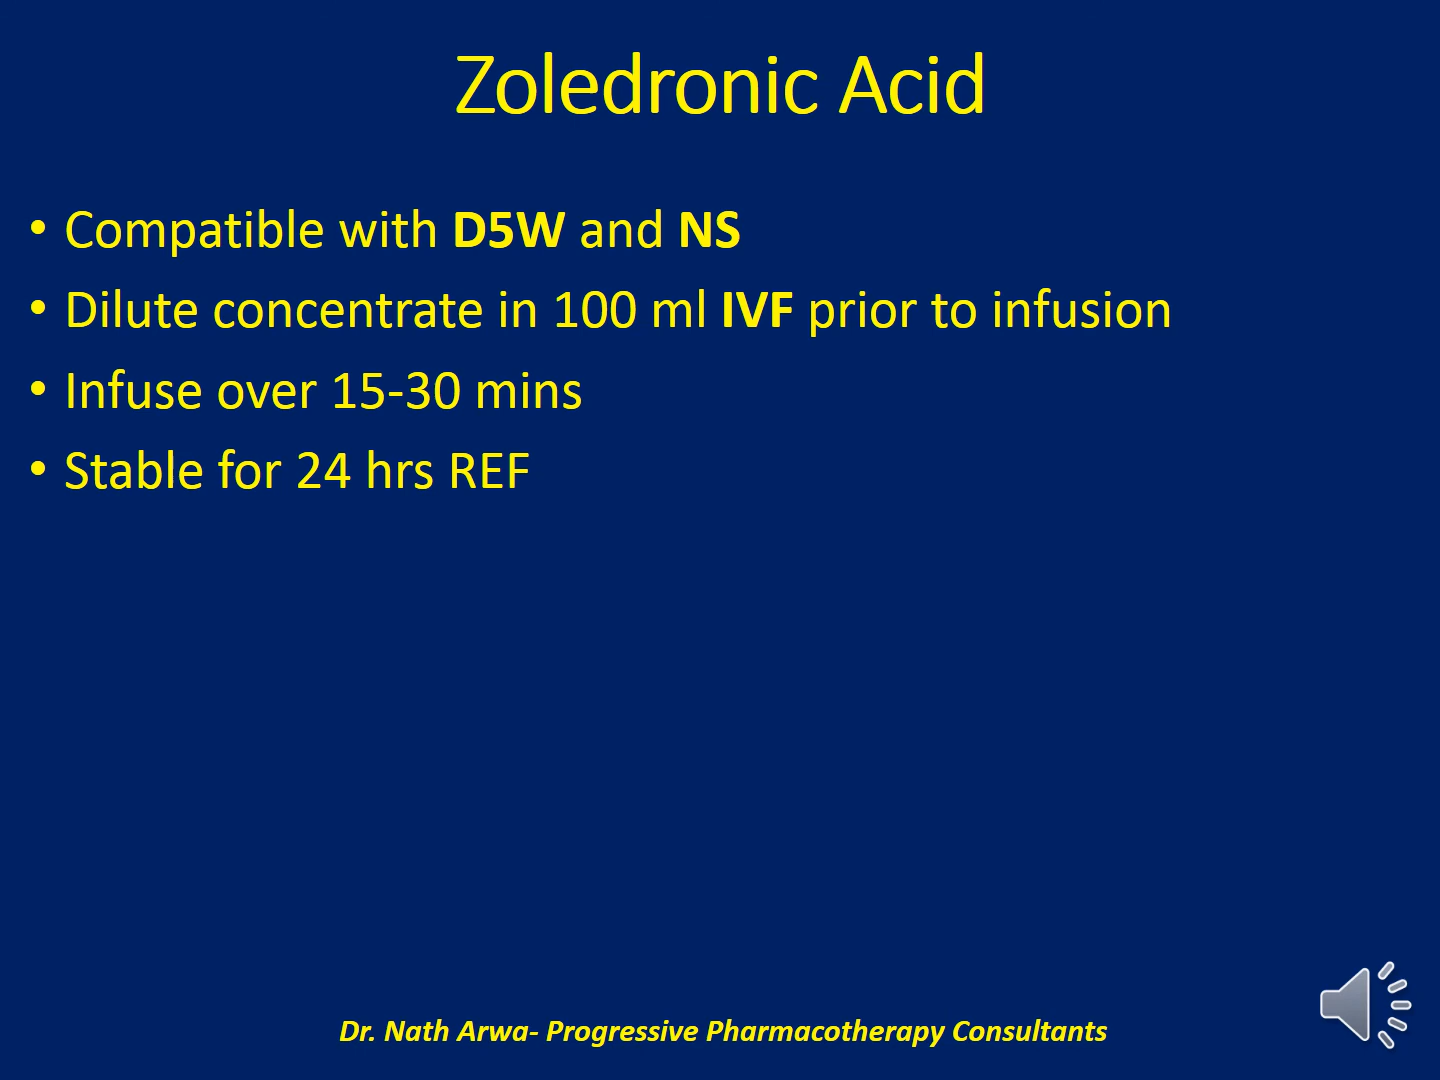 Zoledronic Acid
• Compatible with D5W and NS
• Dilute concentrate in 100 ml IVF prior to infusion
• Infuse over 15-30 mins
• Stable for 24 hrs REF
Dr. Nath Arwa- Progressive Pharmacotherapy Consultants